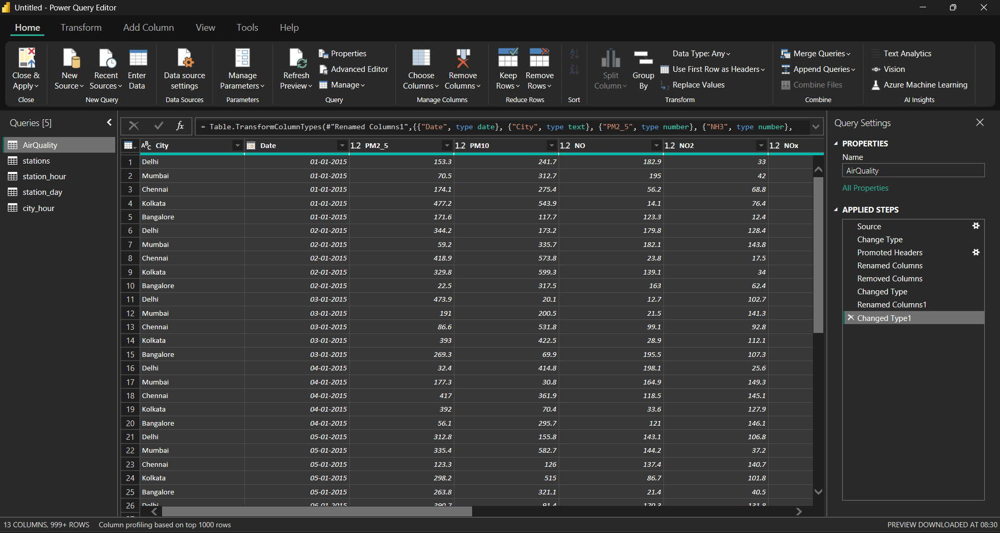 Untitled - Power Query Editor
Home Transform Add Column View Tools Help
Close & Apply
Close
New Source
Recent Sources
Enter Data
New Query
Data source settings
Data Sources
Manage Parameters
Parameters
Refresh Preview
Properties
Advanced Editor
Manage
Query
Choose Columns
Remove Columns
Manage Columns
Keep Rows
Remove Rows
Reduce Rows
Sort
Split Column
Group By
Data Type: Any
Use First Row as Headers
Replace Values
Transform
Merge Queries
Append Queries
Combine Files
Combine
Text Analytics
Vision
Azure Machine Learning
AI Insights
Queries [5]
AirQuality
stations
station_hour
station_day
city_hour
fx = Table.TransformColumnTypes(#"Renamed Columns1",{{"Date", type date}, {"City", type text}, {"PM2_5", type number}, {"NH3", type number},
ABC City Date 1.2 PM2_5 1.2 PM10 1.2 NO 1.2 NO2 1.2 NOx
1 Delhi 01-01-2015 153.3 241.7 182.9 33
2 Mumbai 01-01-2015 70.5 312.7 195 42
3 Chennai 01-01-2015 174.1 275.4 56.2 68.8
4 Kolkata 01-01-2015 477.2 543.9 14.1 76.4
5 Bangalore 01-01-2015 171.6 117.7 123.3 12.4
6 Delhi 02-01-2015 344.2 173.2 179.8 128.4
7 Mumbai 02-01-2015 59.2 335.7 182.1 143.8
8 Chennai 02-01-2015 418.9 573.8 23.8 17.5
9 Kolkata 02-01-2015 329.8 599.3 139.1 34
10 Bangalore 02-01-2015 22.5 317.5 163 62.4
11 Delhi 03-01-2015 473.9 20.1 12.7 102.7
12 Mumbai 03-01-2015 191 200.5 21.5 141.3
13 Chennai 03-01-2015 86.6 531.8 99.1 92.8
14 Kolkata 03-01-2015 393 422.5 28.9 112.1
15 Bangalore 03-01-2015 269.3 69.9 195.5 107.3
16 Delhi 04-01-2015 32.4 414.8 198.1 25.6
17 Mumbai 04-01-2015 177.3 30.8 164.9 149.3
18 Chennai 04-01-2015 417 361.9 118.5 145.1
19 Kolkata 04-01-2015 392 70.4 33.6 127.9
20 Bangalore 04-01-2015 56.1 295.7 121 146.1
21 Delhi 05-01-2015 312.8 155.8 143.1 106.8
22 Mumbai 05-01-2015 335.4 582.7 144.2 37.2
23 Chennai 05-01-2015 123.3 126 137.4 140.7
24 Kolkata 05-01-2015 298.2 515 86.7 101.8
25 Bangalore 05-01-2015 263.8 321.1 21.4 40.5
26 Delhi 06-01-2015 390.7 91.4 170.3 131.8
Query Settings
PROPERTIES
Name
AirQuality
All Properties
APPLIED STEPS
Source
Change Type
Promoted Headers
Renamed Columns
Removed Columns
Changed Type
Renamed Columns1
Changed Type1
13 COLUMNS, 999+ ROWS Column profiling based on top 1000 rows
PREVIEW DOWNLOADED AT 08:30